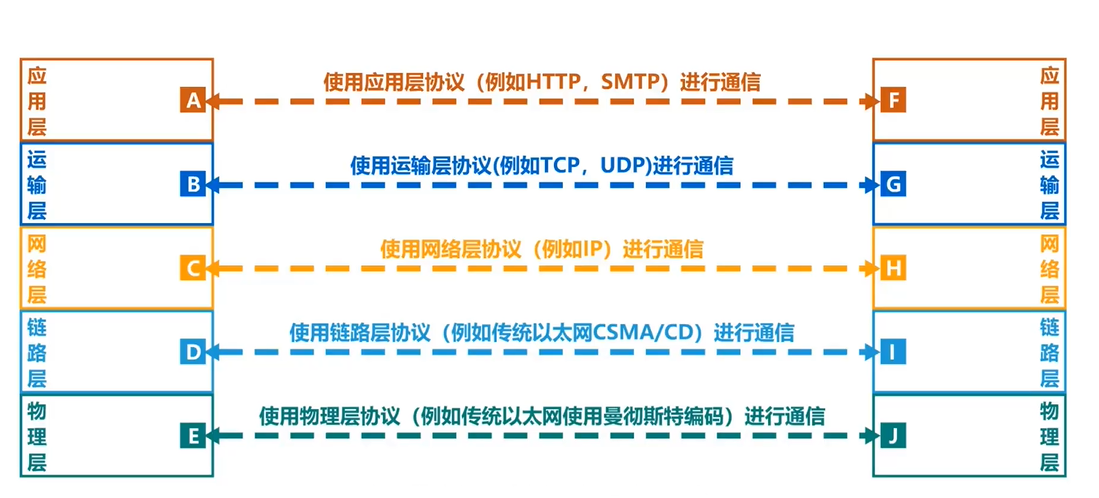 应用层
A
使用应用层协议（例如HTTP，SMTP）进行通信
F
应用层
运输层
B
使用运输层协议(例如TCP，UDP)进行通信
G
运输层
网络层
C
使用网络层协议（例如IP）进行通信
H
网络层
链路层
D
使用链路层协议（例如传统以太网CSMA/CD）进行通信
I
链路层
物理层
E
使用物理层协议（例如传统以太网使用曼彻斯特编码）进行通信
J
物理层